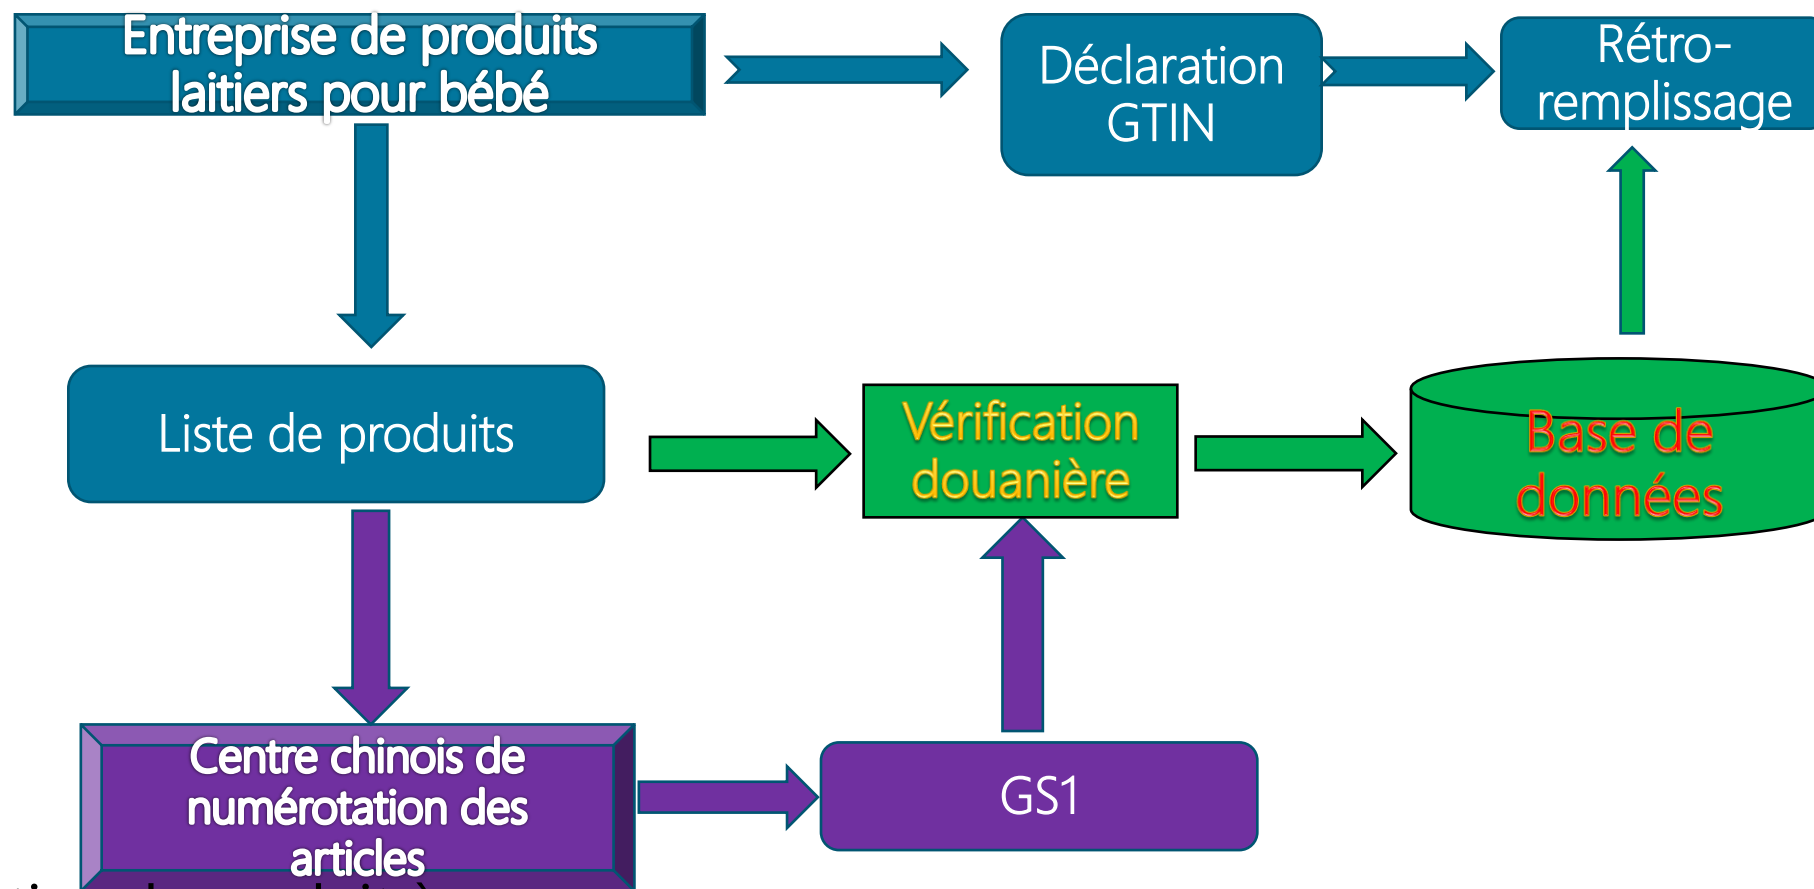 Entreprise de produits
laitiers pour bébé
Déclaration
GTIN
Rétro-
remplissage
Liste de produits
Vérification
douanière
Base de
données
Centre chinois de
numérotation des
articles
GS1